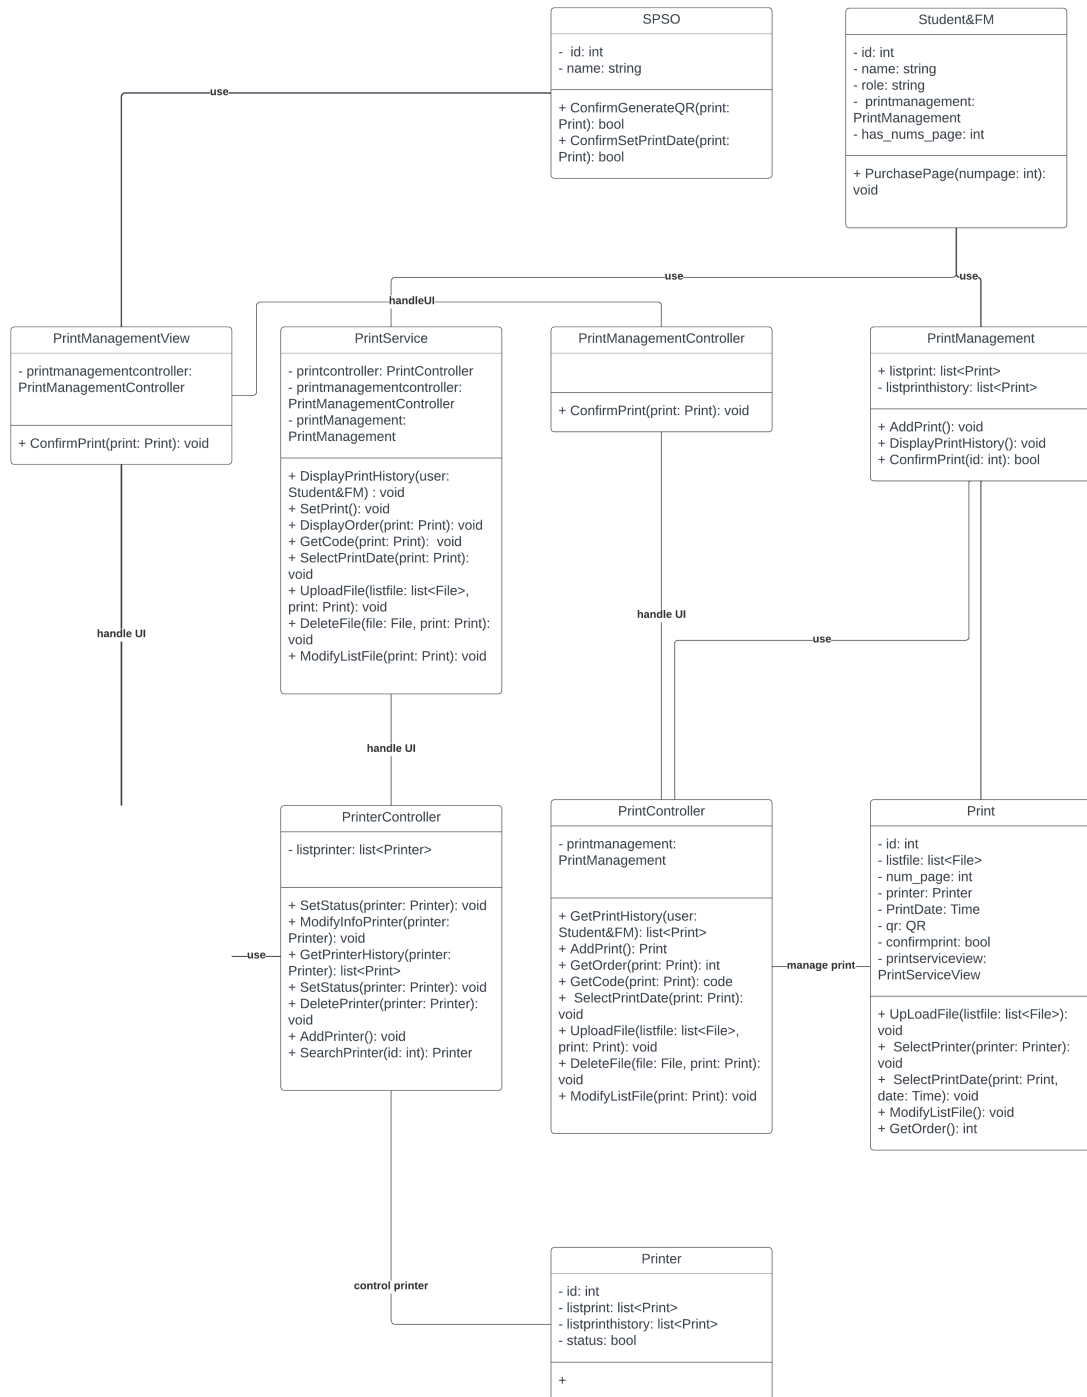 SPSO
-  id: int
- name: string
+ ConfirmGenerateQR(print:
Print): bool
+ ConfirmSetPrintDate(print:
Print): bool
Student&FM
- id: int
- name: string
- role: string
-  printmanagement:
PrintManagement
- has_nums_page: int
+ PurchasePage(numpage: int):
void
use
use
use
handleUI
PrintManagementView
- printmanagementcontroller:
PrintManagementController
+ ConfirmPrint(print: Print): void
PrintService
- printcontroller: PrintController
- printmanagementcontroller:
PrintManagementController
- printManagement:
PrintManagement
+ DisplayPrintHistory(user:
Student&FM) : void
+ SetPrint(): void
+ DisplayOrder(print: Print): void
+ GetCode(print: Print):  void
+ SelectPrintDate(print: Print):
void
+ UploadFile(listfile: list<File>,
print: Print): void
+ DeleteFile(file: File, print: Print):
void
+ ModifyListFile(print: Print): void
PrintManagementController
+ ConfirmPrint(print: Print): void
PrintManagement
+ listprint: list<Print>
- listprinthistory: list<Print>
+ AddPrint(): void
+ DisplayPrintHistory(): void
+ ConfirmPrint(id: int): bool
handle UI
handle UI
use
handle UI
PrinterController
- listprinter: list<Printer>
+ SetStatus(printer: Printer): void
+ ModifyInfoPrinter(printer:
Printer): void
+ GetPrinterHistory(printer:
Printer): list<Print>
+ SetStatus(printer: Printer): void
+ DeletePrinter(printer: Printer):
void
+ AddPrinter(): void
+ SearchPrinter(id: int): Printer
use
PrintController
- printmanagement:
PrintManagement
+ GetPrintHistory(user:
Student&FM): list<Print>
+ AddPrint(): Print
+ GetOrder(print: Print): int
+ GetCode(print: Print): code
+  SelectPrintDate(print: Print):
void
+ UploadFile(listfile: list<File>,
print: Print): void
+ DeleteFile(file: File, print: Print):
void
+ ModifyListFile(print: Print): void
manage print
Print
- id: int
- listfile: list<File>
- num_page: int
- printer: Printer
- PrintDate: Time
- qr: QR
- confirmprint: bool
- printserviceview:
PrintServiceView
+ UpLoadFile(listfile: list<File>):
void
+  SelectPrinter(printer: Printer):
void
+  SelectPrintDate(print: Print,
date: Time): void
+ ModifyListFile(): void
+ GetOrder(): int
control printer
Printer
- id: int
- listprint: list<Print>
- listprinthistory: list<Print>
- status: bool
+